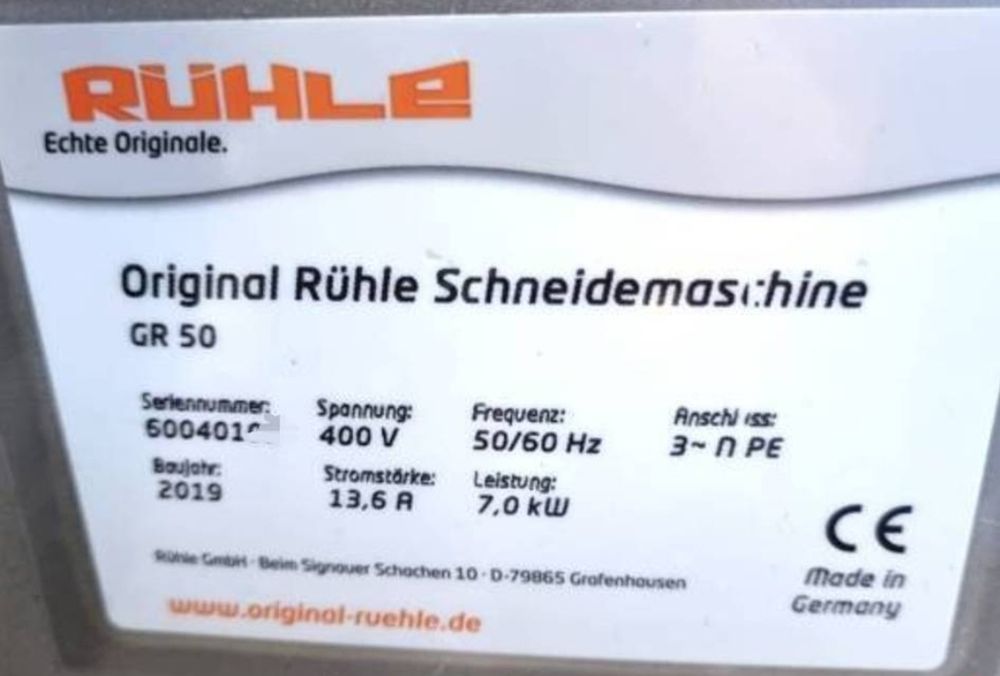 RÜHLE
Echte Originale.
Original Rühle Schneidemaschine
GR 50
Seriennummer: Spannung: Frequenz: Anschluss:
400 V 50/60 Hz 3~ N PE
Baujahr: Stromstärke: Leistung:
2019 13,6 A 7,0 kW
CE
Rühle GmbH · Beim Signauer Schachen 10 · D-79865 Grafenhausen
Made in
Germany
www.original-ruehle.de